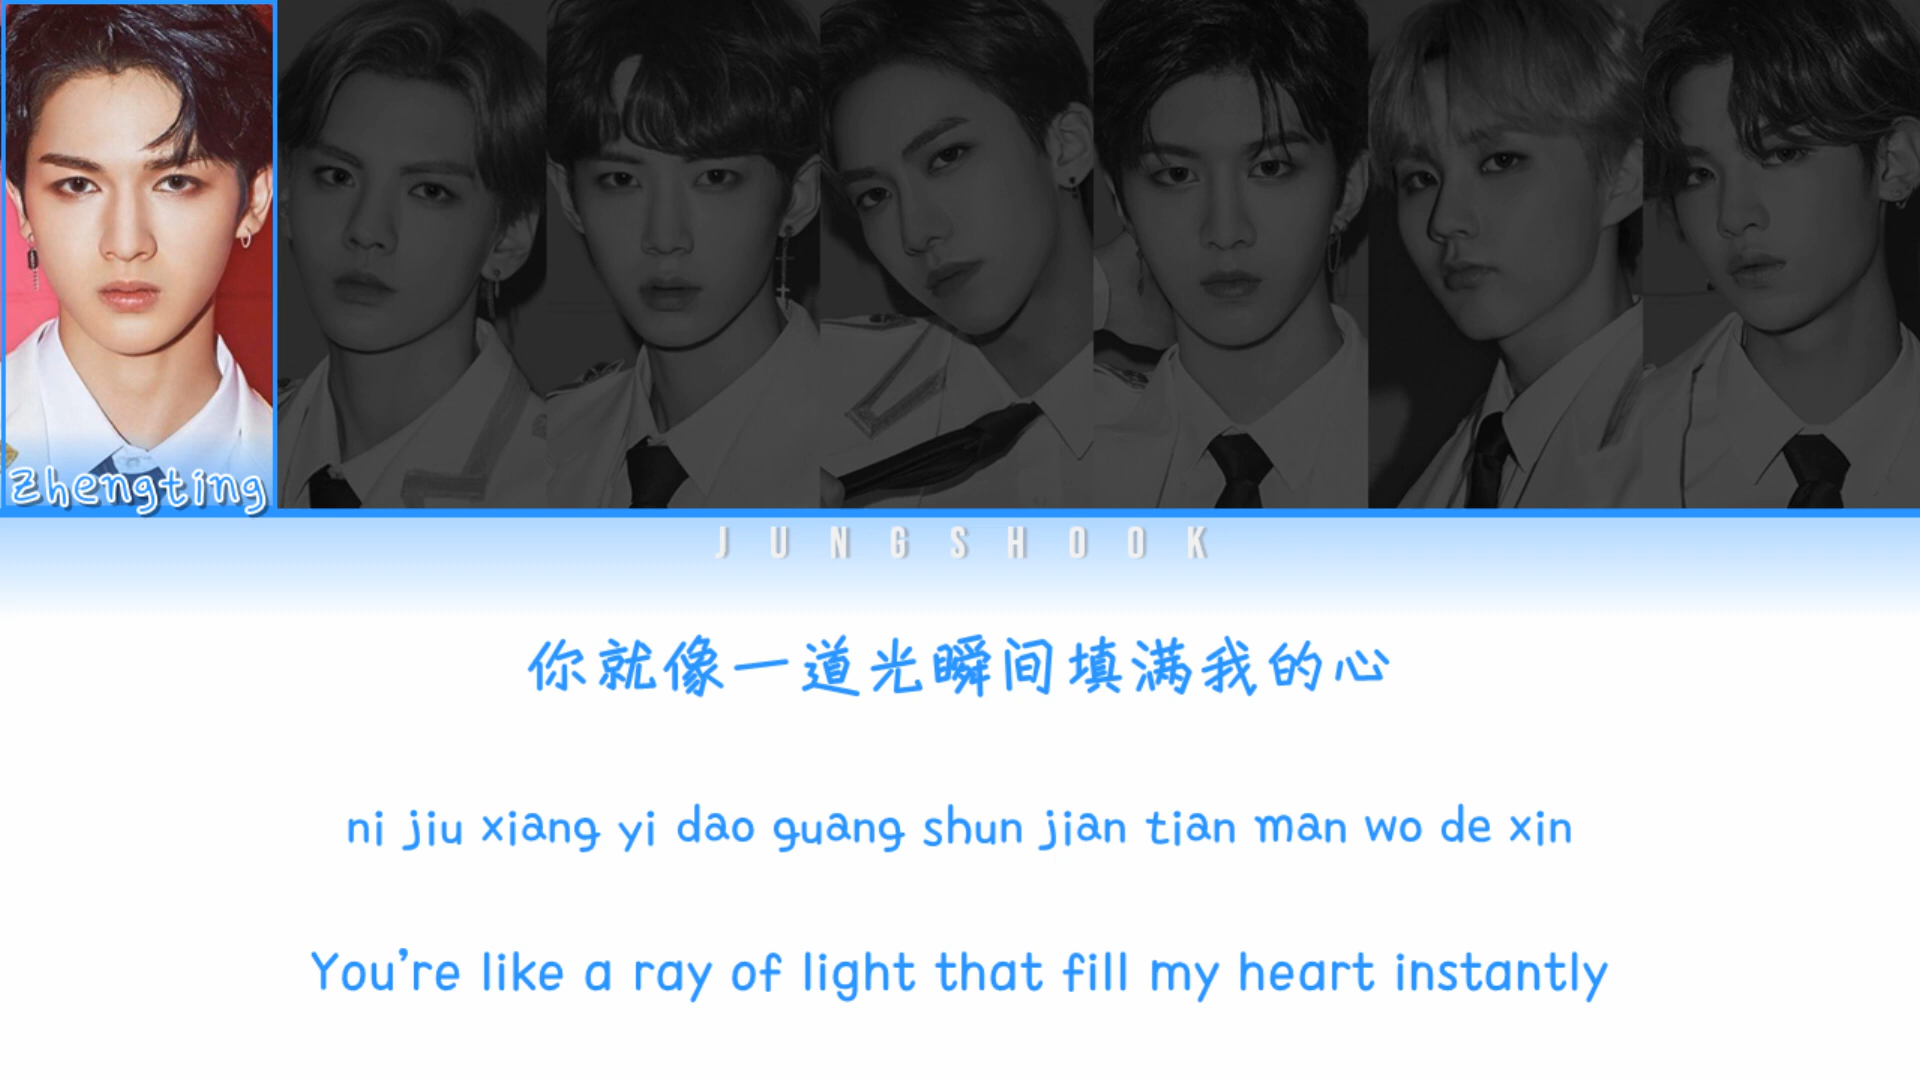 Zhengting
JUNGSHOOK
你就像一道光瞬间填满我的心
ni jiu xiang yi dao guang shun jian tian man wo de xin
You're like a ray of light that fill my heart instantly